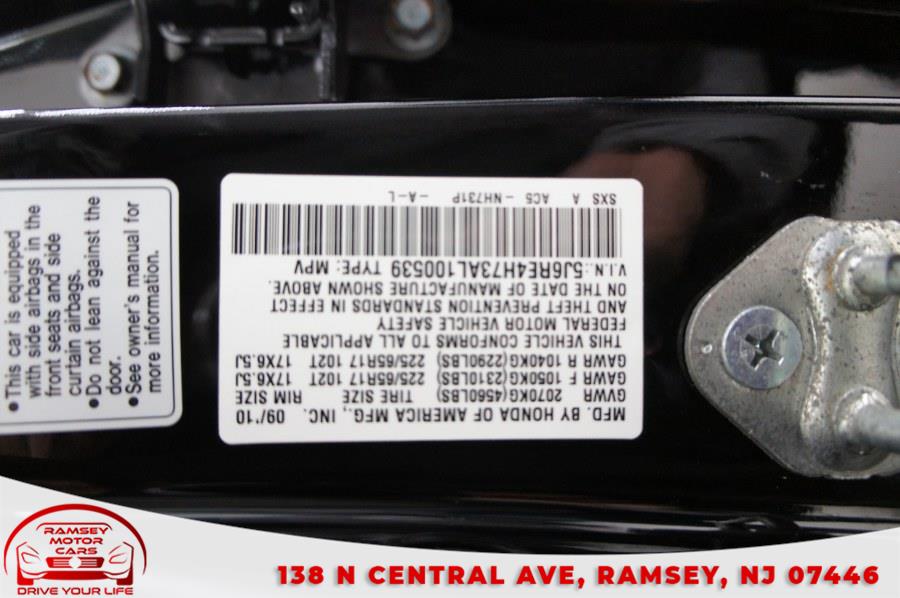 MFD. BY HONDA OF AMERICA MFG., INC. 09/10
GVWR 2070KG(4560LBS) TIRE SIZE RIM SIZE
GAWR F 1050KG(2310LBS) 225/65R17 102T 17X6.5J
GAWR R 1040KG(2290LBS) 225/65R17 102T 17X6.5J
THIS VEHICLE CONFORMS TO ALL APPLICABLE
FEDERAL MOTOR VEHICLE SAFETY
AND THEFT PREVENTION STANDARDS IN EFFECT
ON THE DATE OF MANUFACTURE SHOWN ABOVE.
V.I.N.:5J6RE4H73AL100539 TYPE: MPV
SXS A AC5 -NH731P -A-L
•This car is equipped
with side airbags in the
front seats and side
curtain airbags.
•Do not lean against the
door.
•See owner's manual for
more information.
RAMSEY
MOTOR
CARS
DRIVE YOUR LIFE
138 N CENTRAL AVE, RAMSEY, NJ 07446